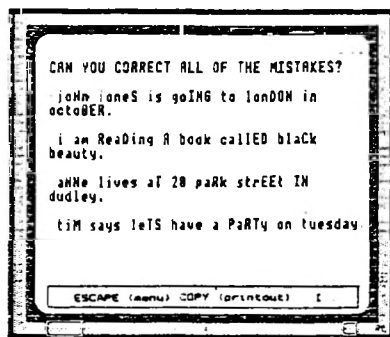 CAN YOU CORRECT ALL OF THE MISTAKES?
joHn joneS is goING to lonDON in
octoBER.
i am ReaDing A book callED blaCk
beauty.
aNNe lives aT 20 paRk strEEt IN
dudley.
tiM says leTS have a PaRTy on tuesday
ESCAPE (menu) COPY (printout)